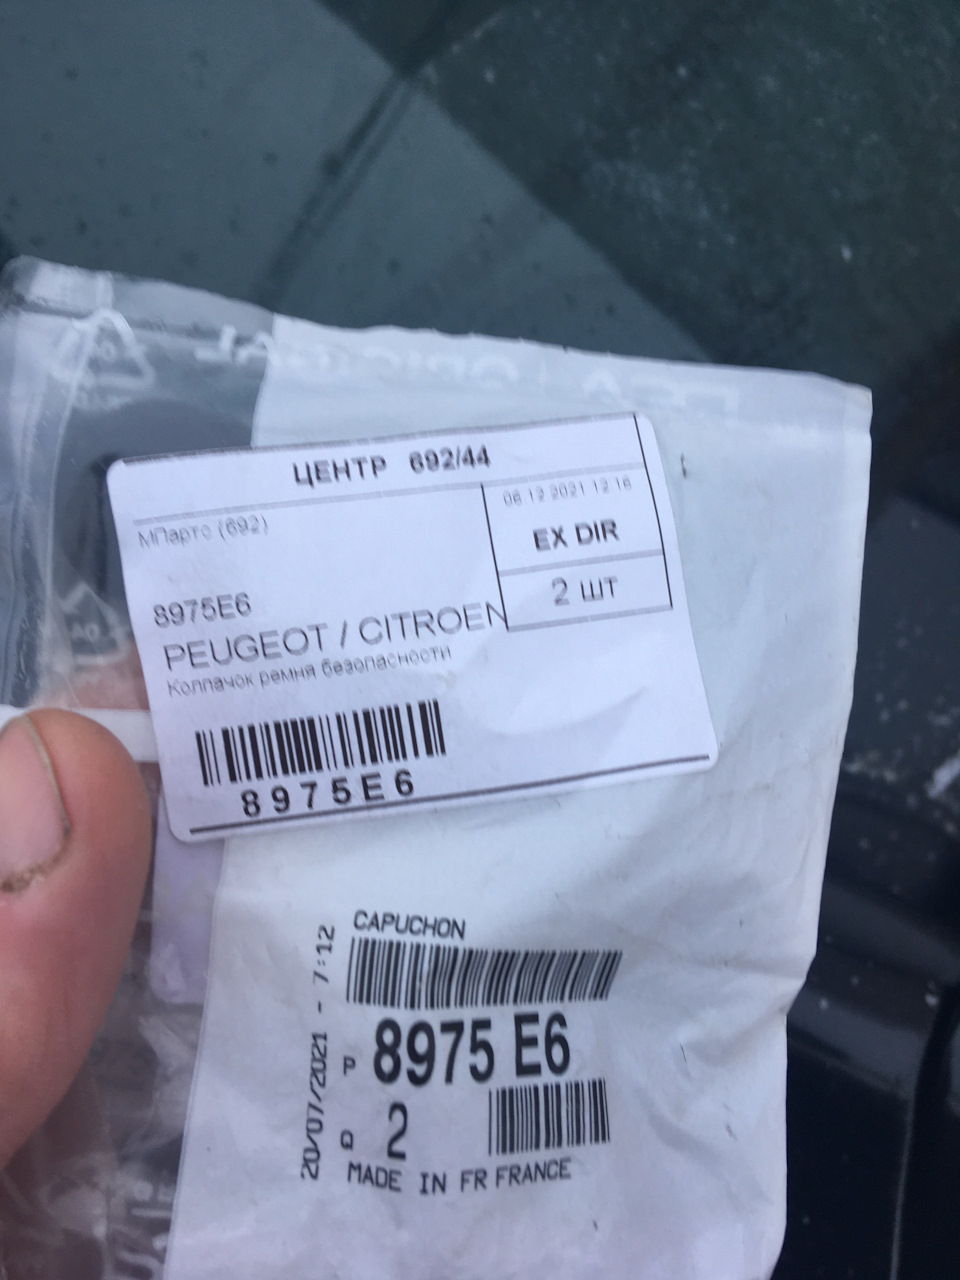 ЦЕНТР 692/44
МПартс (692)
06 12 2021 12 16
EX DIR
2 ШТ
8975E6
PEUGEOT / CITROEN
Колпачок ремня безопасности
8975E6
CAPUCHON
20/07/2021 - 7:12
P 8975 E6
Q 2
MADE IN FR FRANCE